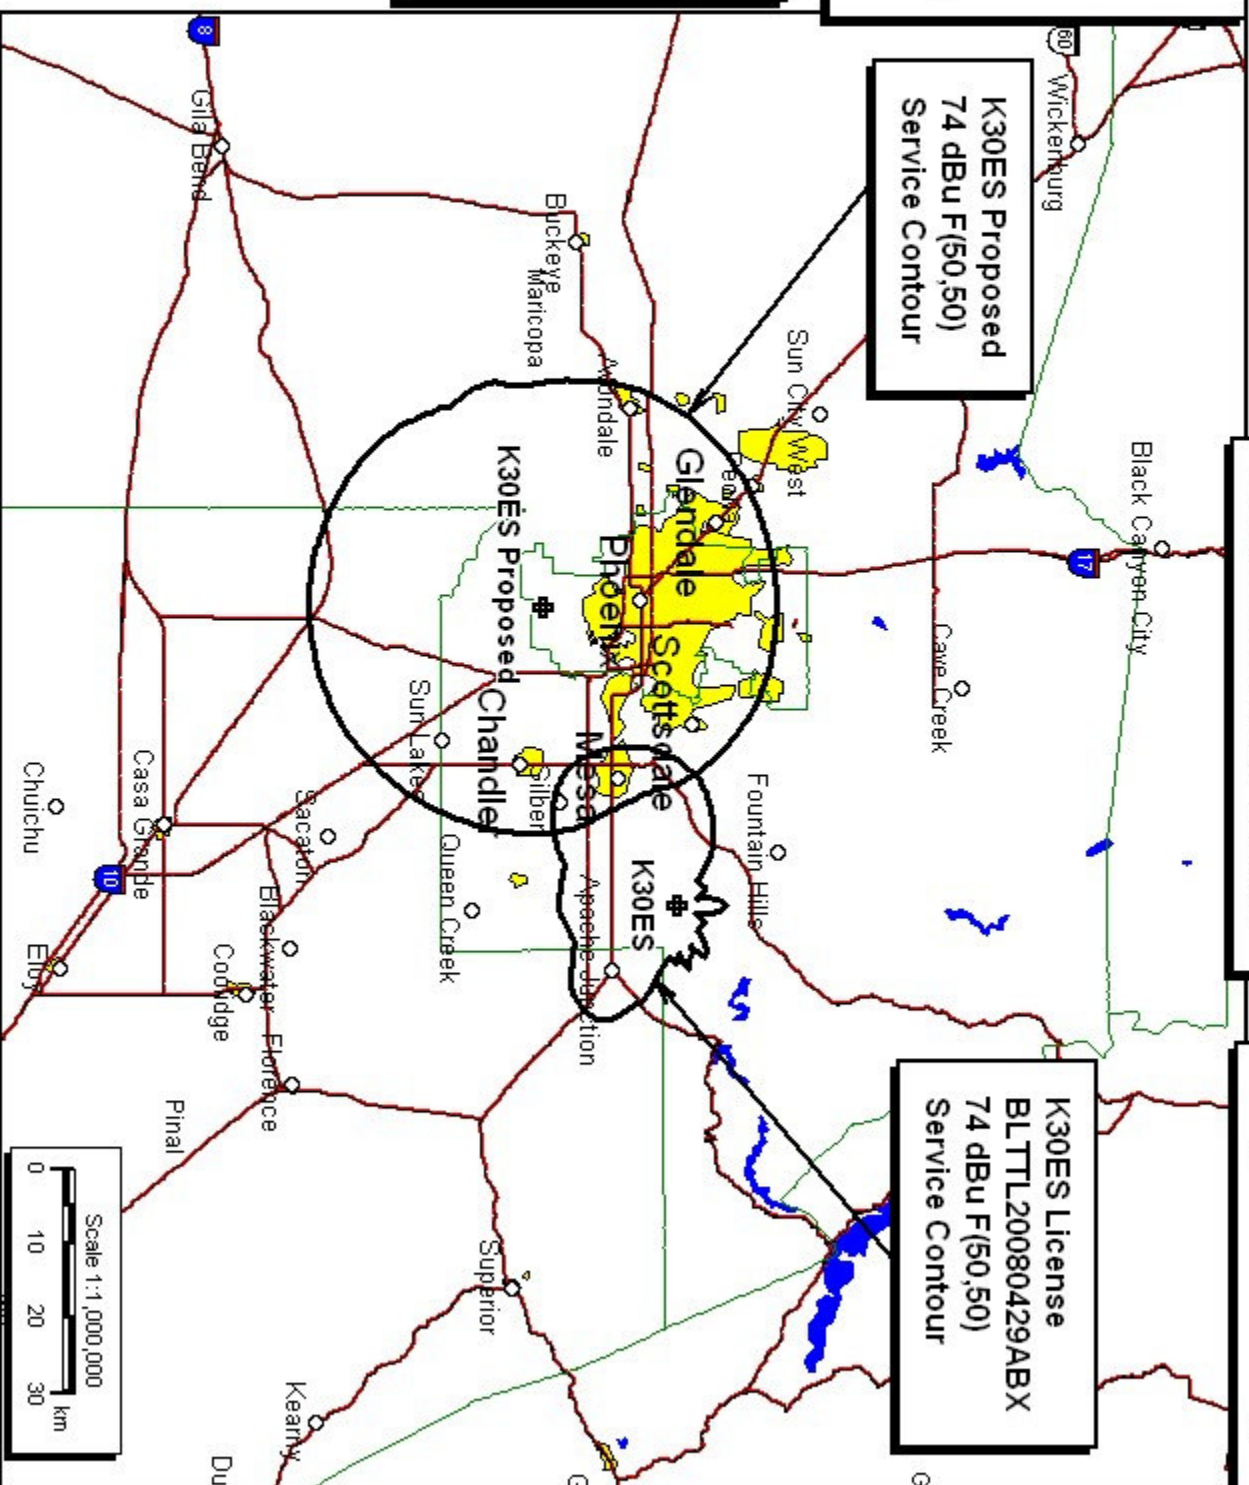 K30ES Proposed
74 dBu F(50,50)
Service Contour
K30ES License
BLTTL20080429ABX
74 dBu F(50,50)
Service Contour
60
Wickenburg
Black Canyon City
17
Cave Creek
Sun City West
Fountain Hills
Glendale
Peoria
Scottsdale
Phoenix
Avondale
K30ES
Buckeye
Maricopa
Mesa
Apache Junction
Gilbert
K30ES Proposed
Chandler
Superior
Queen Creek
Sun Lakes
Sacaton
Kearny
Blackwater
Florence
Coolidge
8
Gila Bend
Casa Grande
Pinal
Du
G
G
10
Chuichu
Eloy
Scale 1:1,000,000
0 10 20 30 km